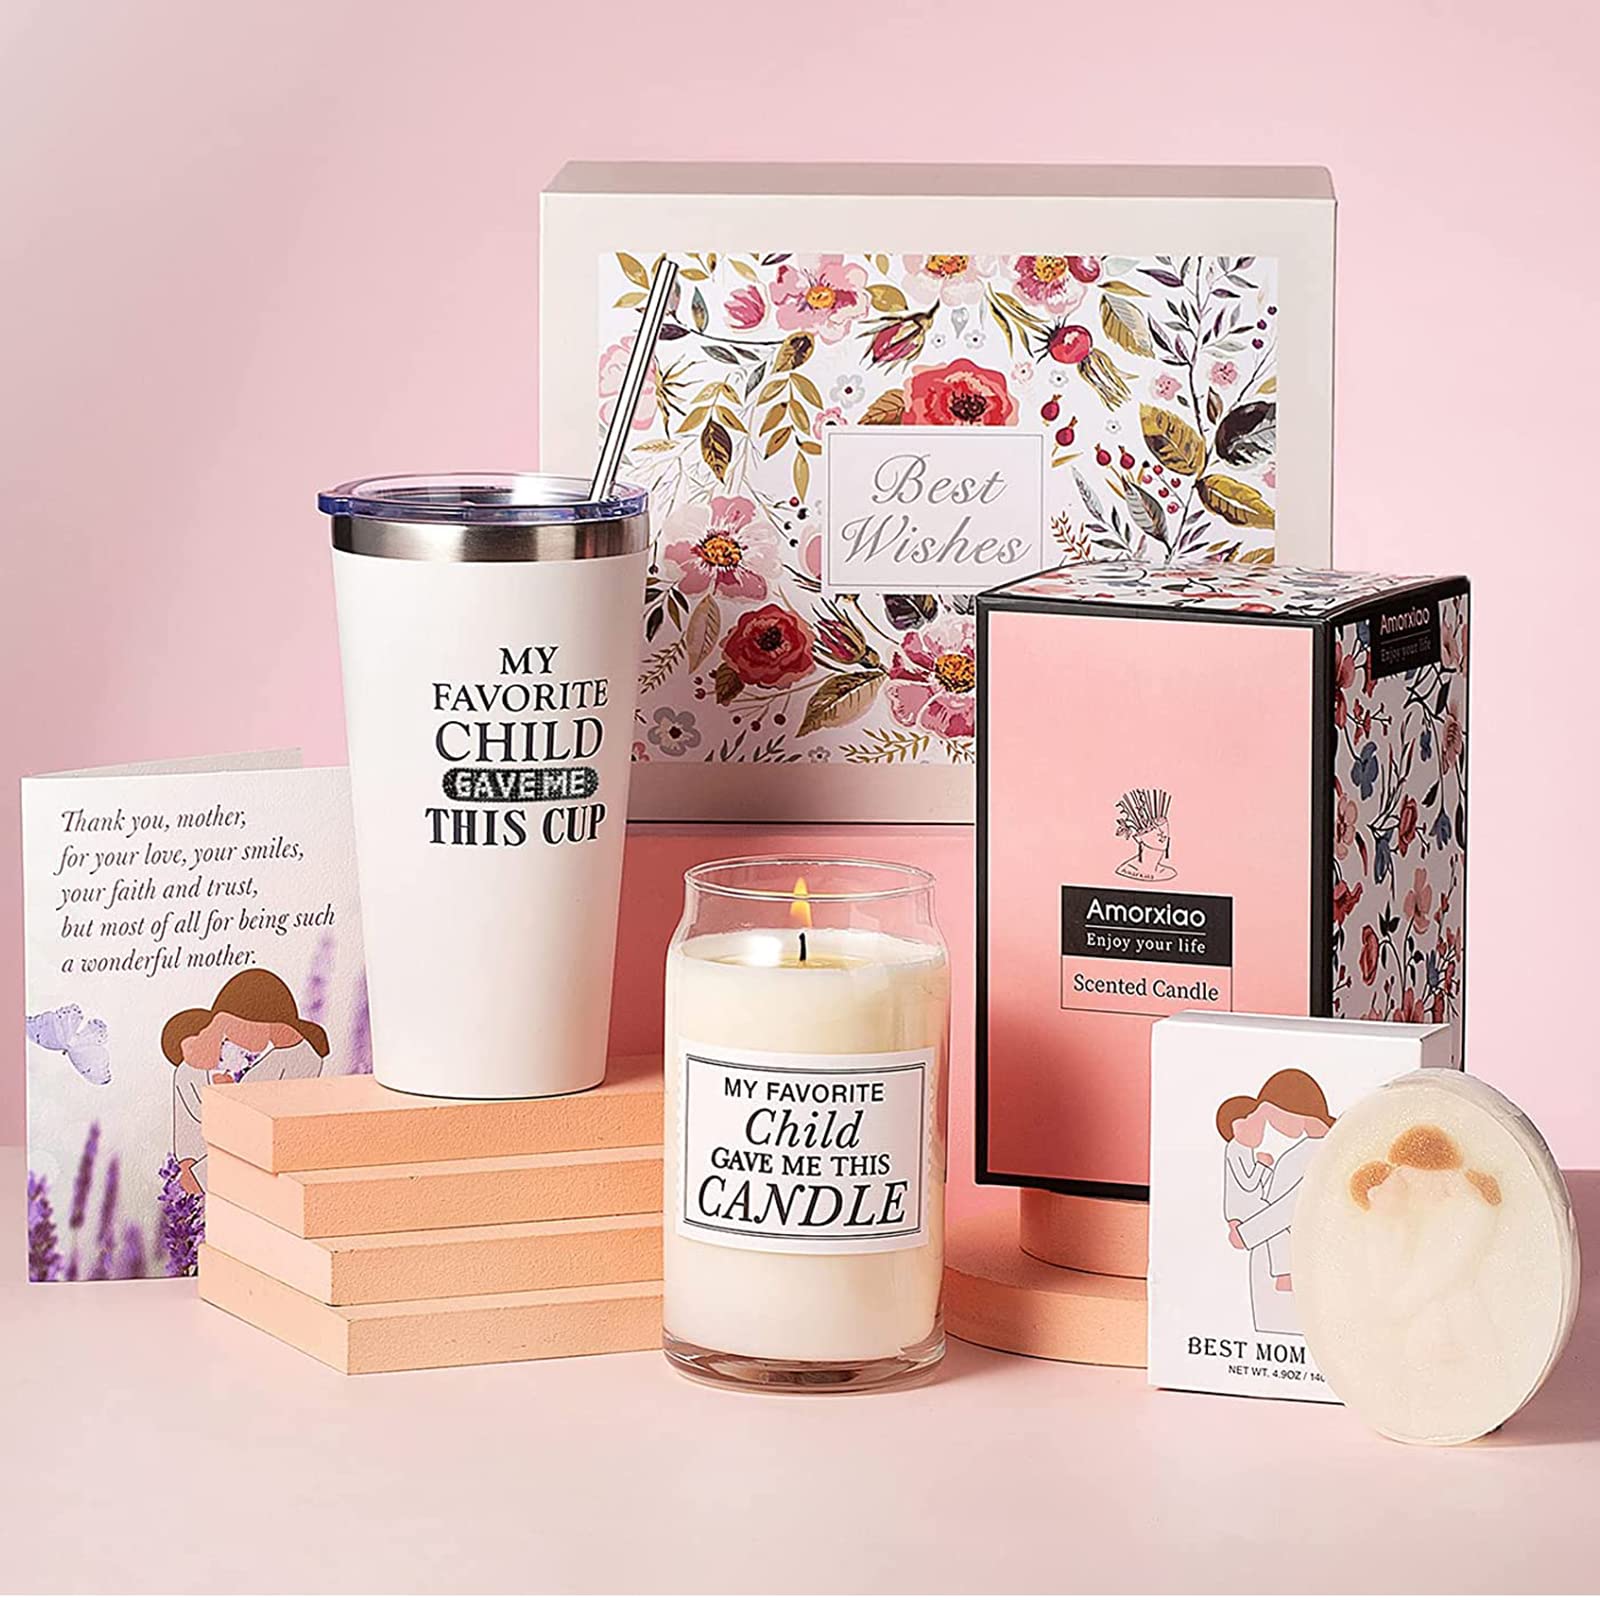 Best
Wishes
MY
FAVORITE
CHILD
GAVE ME
THIS CUP
Thank you, mother,
for your love, your smiles,
your faith and trust,
but most of all for being such
a wonderful mother.
Amorxiao
Enjoy your life
Amorxiao
Amorxiao
Enjoy your life
Scented Candle
MY FAVORITE
Child
GAVE ME THIS
CANDLE
BEST MOM
NET WT. 4.9OZ /